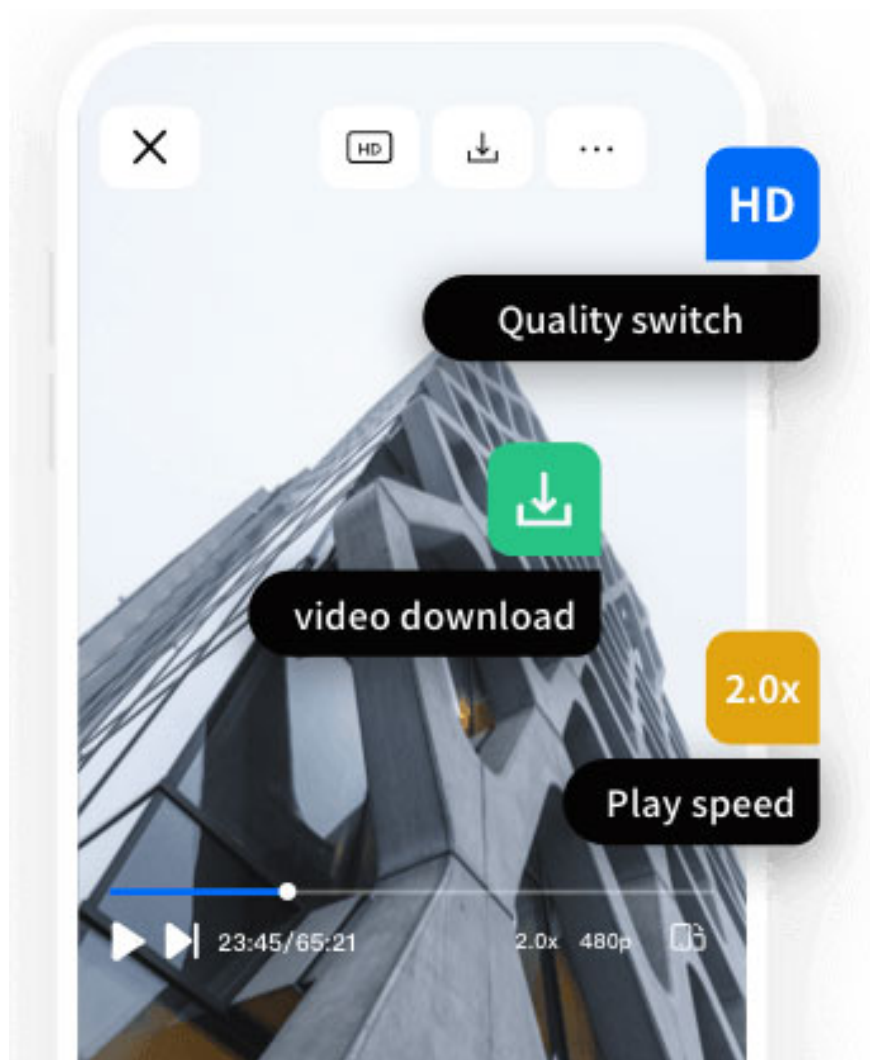 HD
HD
Quality switch
video download
2.0x
Play speed
23:45/65:21 2.0x 480p